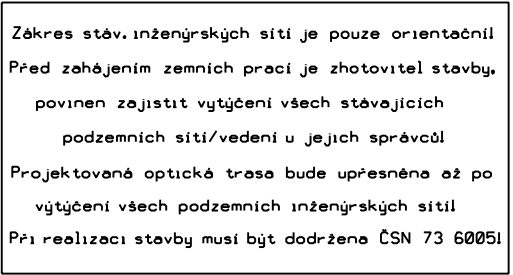 Zákres stáv. inženýrských sítí je pouze orientační!
Před zahájením zemních prací je zhotovitel stavby,
povinen zajistit vytýčení všech stávajících
podzemních sítí/vedení u jejich správců!
Projektovaná optická trasa bude upřesněna až po
výtýčení všech podzemních inženýrských sítí!
Při realizaci stavby musí být dodržena ČSN 73 6005!